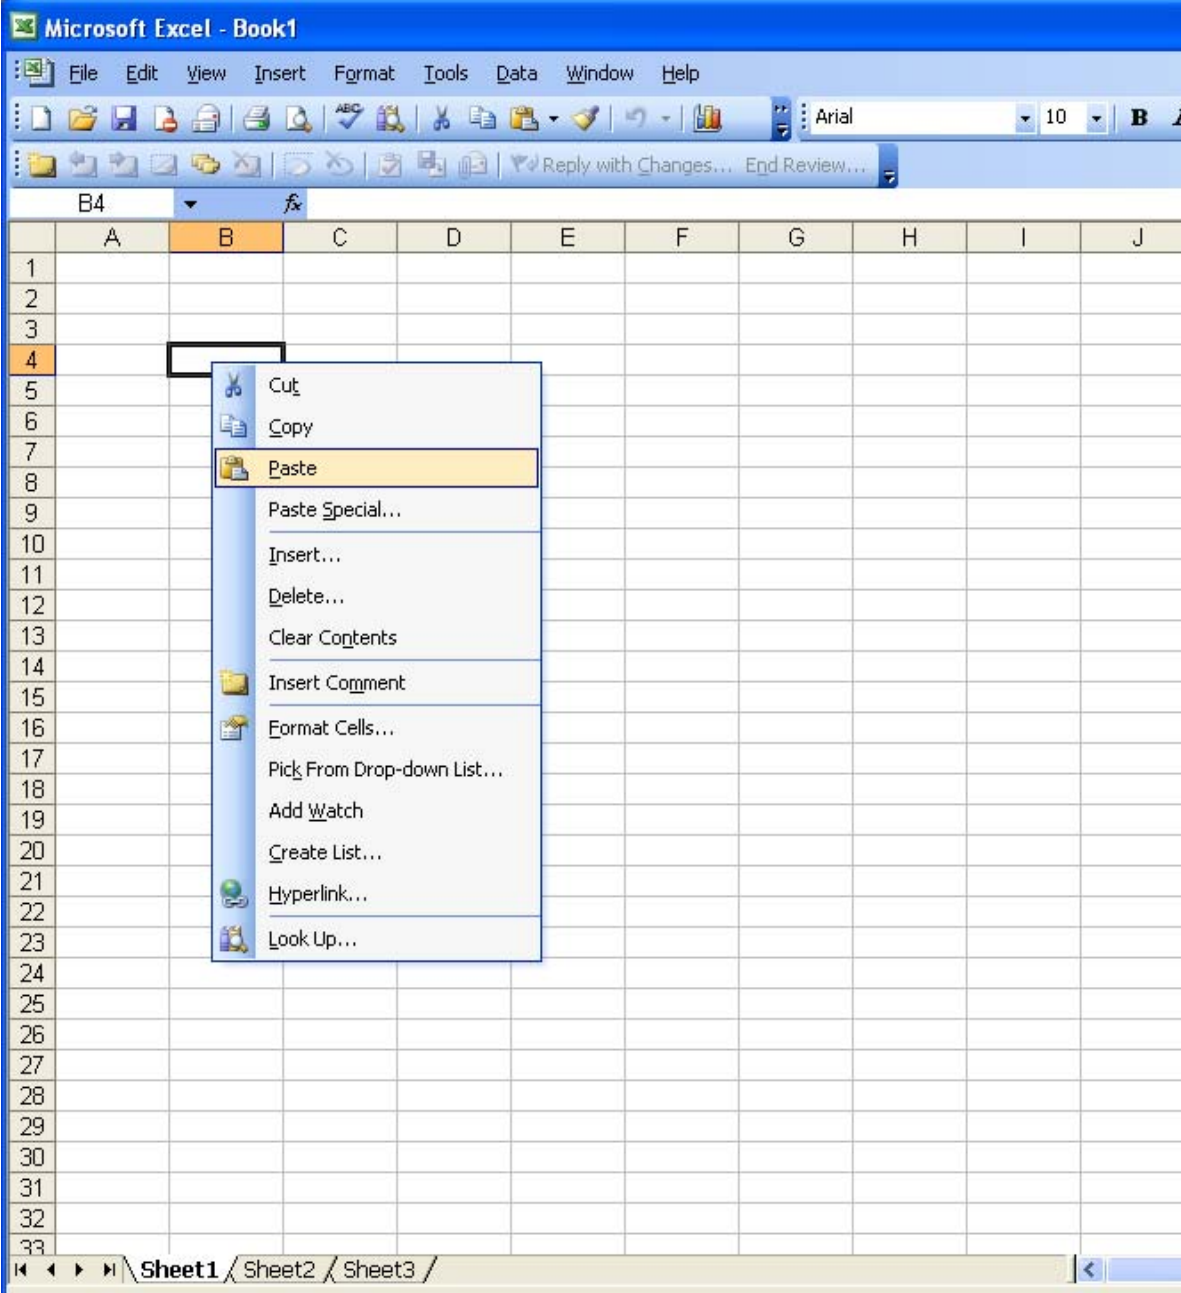 Microsoft Excel - Book1
File Edit View Insert Format Tools Data Window Help
ABC Arial 10 B
Reply with Changes... End Review...
B4 fx
A B C D E F G H I J
1
2
3
4
5
6
7
8
9
10
11
12
13
14
15
16
17
18
19
20
21
22
23
24
25
26
27
28
29
30
31
32
33
Cut
Copy
Paste
Paste Special...
Insert...
Delete...
Clear Contents
Insert Comment
Format Cells...
Pick From Drop-down List...
Add Watch
Create List...
Hyperlink...
Look Up...
Sheet1 Sheet2 Sheet3